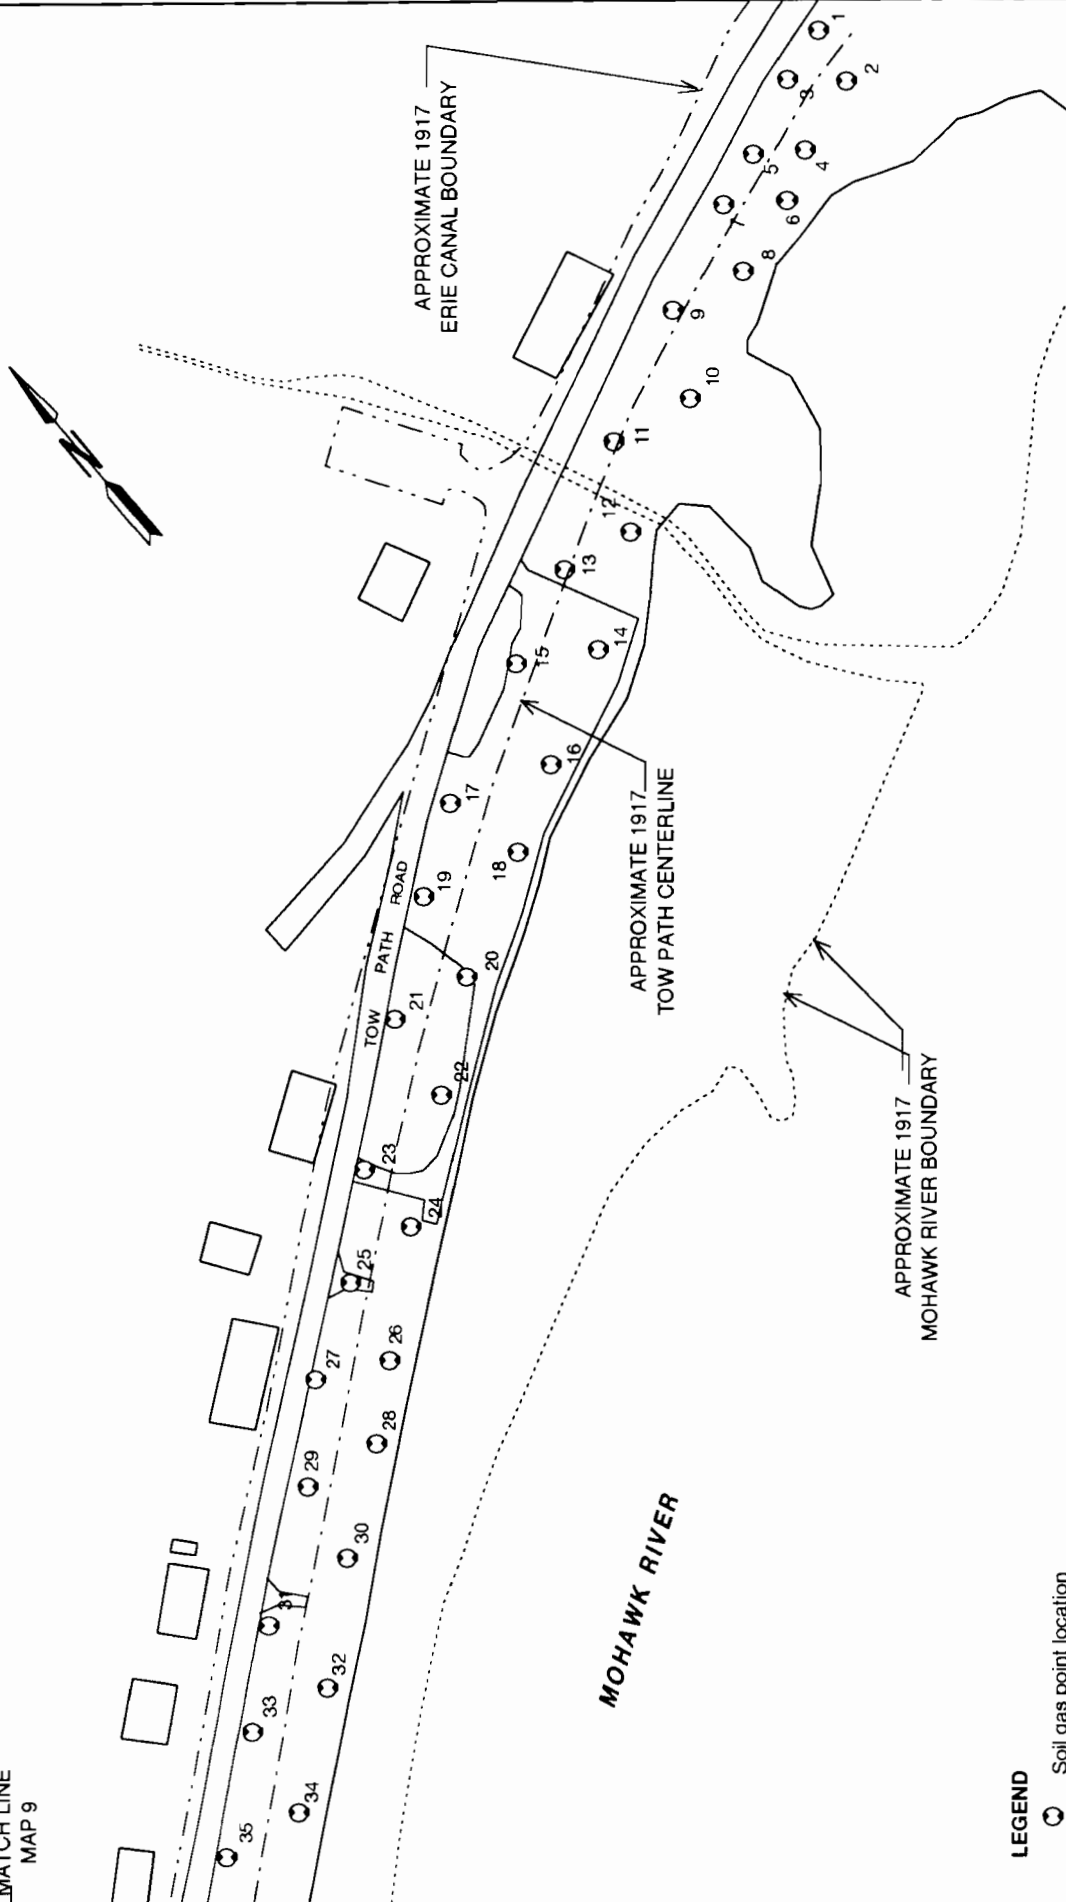 MATCH LINE
MAP 9
APPROXIMATE 1917
ERIE CANAL BOUNDARY
N
1
2
3
4
5
6
7
8
9
10
11
12
13
14
15
16
17
18
19
20
21
22
23
24
25
26
27
28
29
30
31
32
33
34
35
TOW PATH ROAD
APPROXIMATE 1917
TOW PATH CENTERLINE
APPROXIMATE 1917
MOHAWK RIVER BOUNDARY
MOHAWK RIVER
LEGEND
Soil gas point location